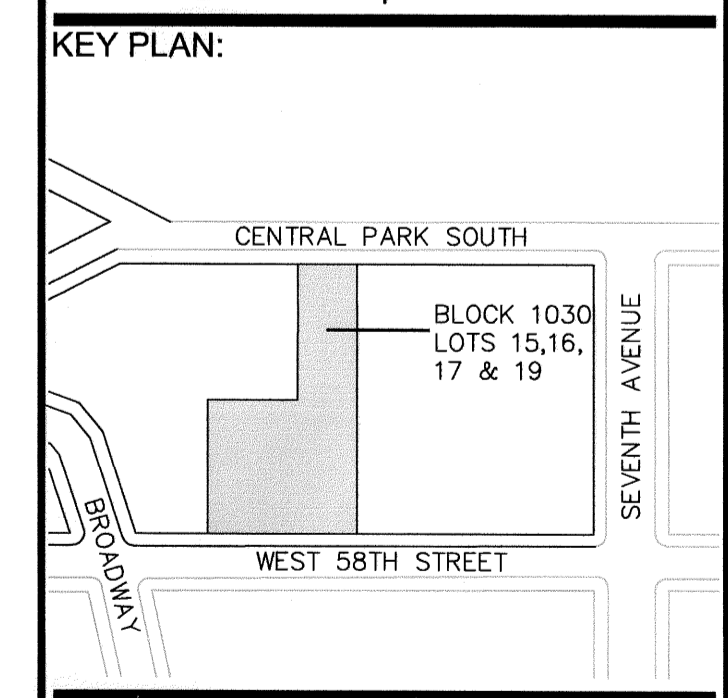 KEY PLAN:
CENTRAL PARK SOUTH
BLOCK 1030
LOTS 15,16,
17 & 19
SEVENTH AVENUE
BROADWAY
WEST 58TH STREET